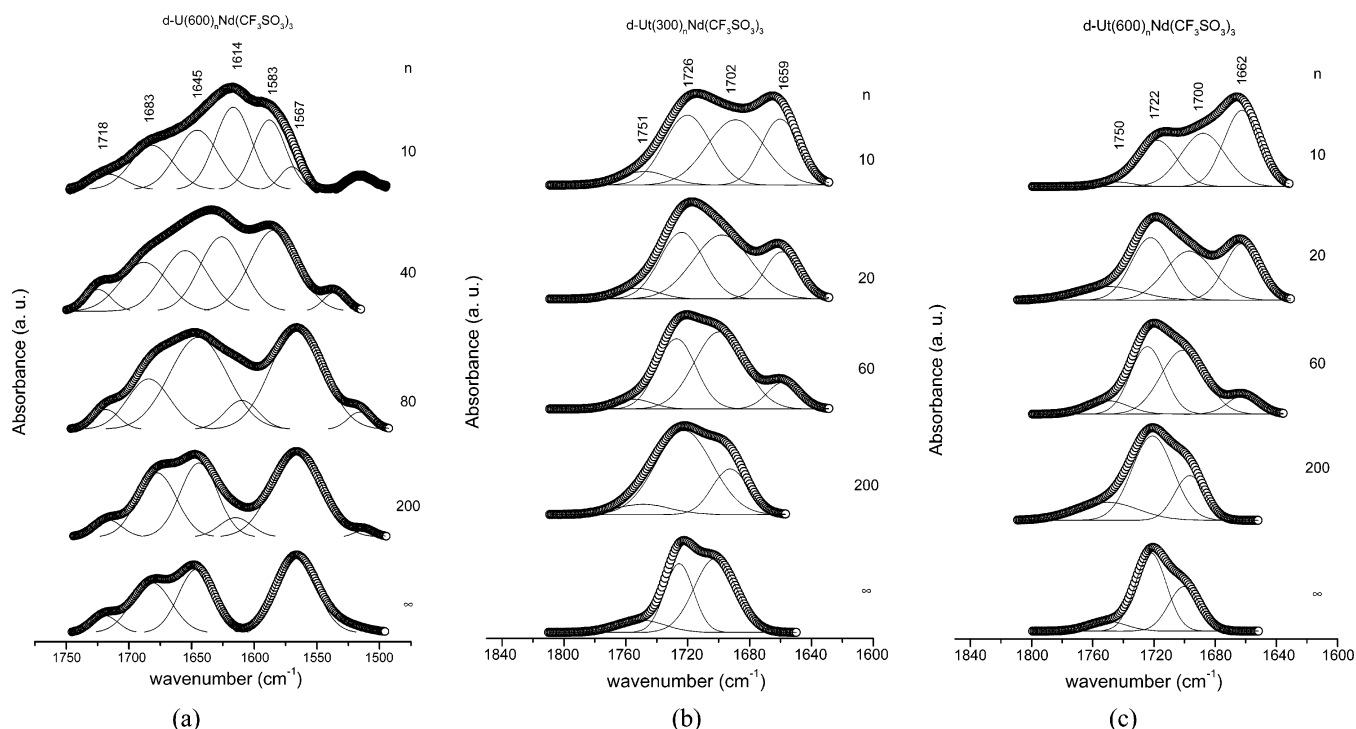 d-U(600)ₙNd(CF₃SO₃)₃
Absorbance (a. u.)
1718
1683
1645
1614
1583
1567
n
10
40
80
200
∞
1750 1700 1650 1600 1550 1500
wavenumber (cm⁻¹)
(a)
d-Ut(300)ₙNd(CF₃SO₃)₃
Absorbance (a. u.)
1751
1726
1702
1659
n
10
20
60
200
∞
1840 1800 1760 1720 1680 1640 1600
wavenumber (cm⁻¹)
(b)
d-Ut(600)ₙNd(CF₃SO₃)₃
Absorbance (a. u.)
1750
1722
1700
1662
n
10
20
60
200
∞
1840 1800 1760 1720 1680 1640 1600
wavenumber (cm⁻¹)
(c)